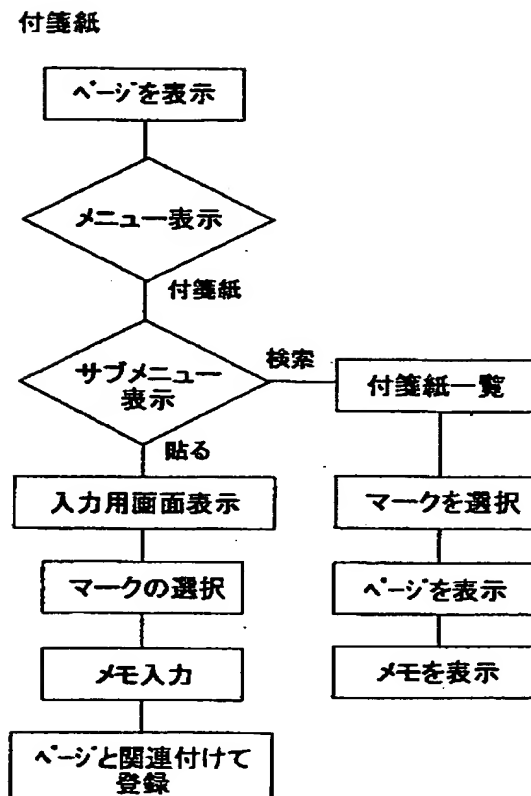 付箋紙
ページを表示
メニュー表示
付箋紙
サブメニュー
表示
検索
付箋紙一覧
貼る
入力用画面表示
マークを選択
マークの選択
ページを表示
メモ入力
メモを表示
ページと関連付けて
登録